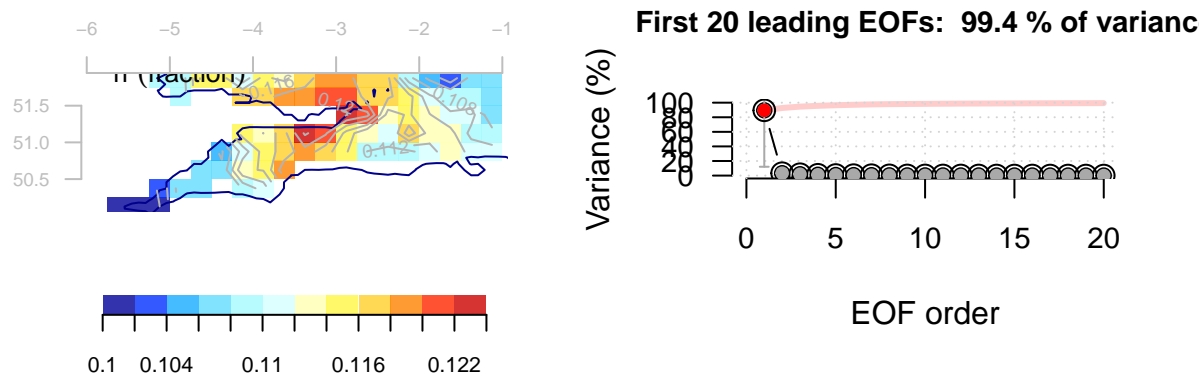 First 20 leading EOFs: 99.4 % of varianc
−6 −5 −4 −3 −2 −1
(fraction)
51.5
51.0
50.5
0.116
0.108
0.112
0.1 0.104 0.11 0.116 0.122
Variance (%)
100
80
60
40
20
0
0 5 10 15 20
EOF order